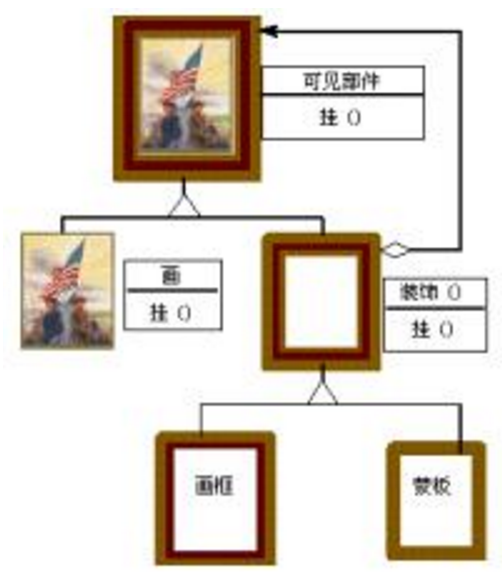 可见部件
挂 ()
画
挂 ()
装饰 ()
挂 ()
画框
蒙板